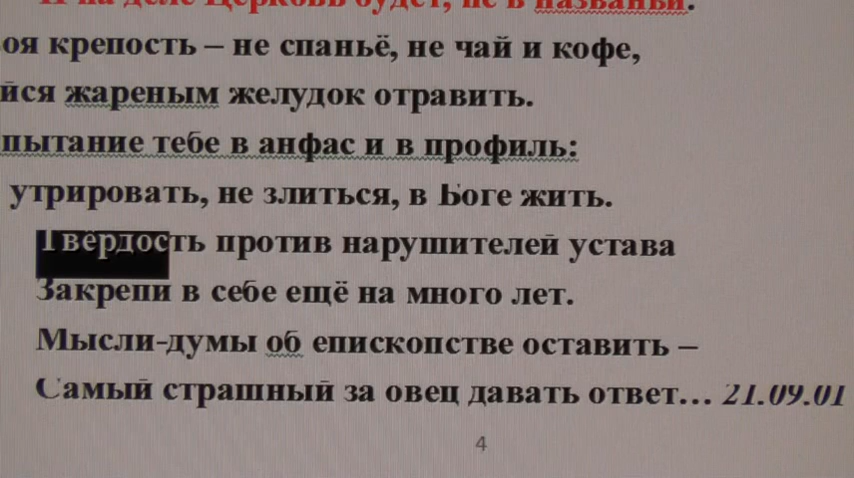 И на деле Церковь будет, не в названьи.
оя крепость – не спаньё, не чай и кофе,
йся жареным желудок отравить.
пытание тебе в анфас и в профиль:
утрировать, не злиться, в Боге жить.
Твёрдость против нарушителей устава
Закрепи в себе ещё на много лет.
Мысли-думы об епископстве оставить –
Самый страшный за овец давать ответ... 21.09.01
4